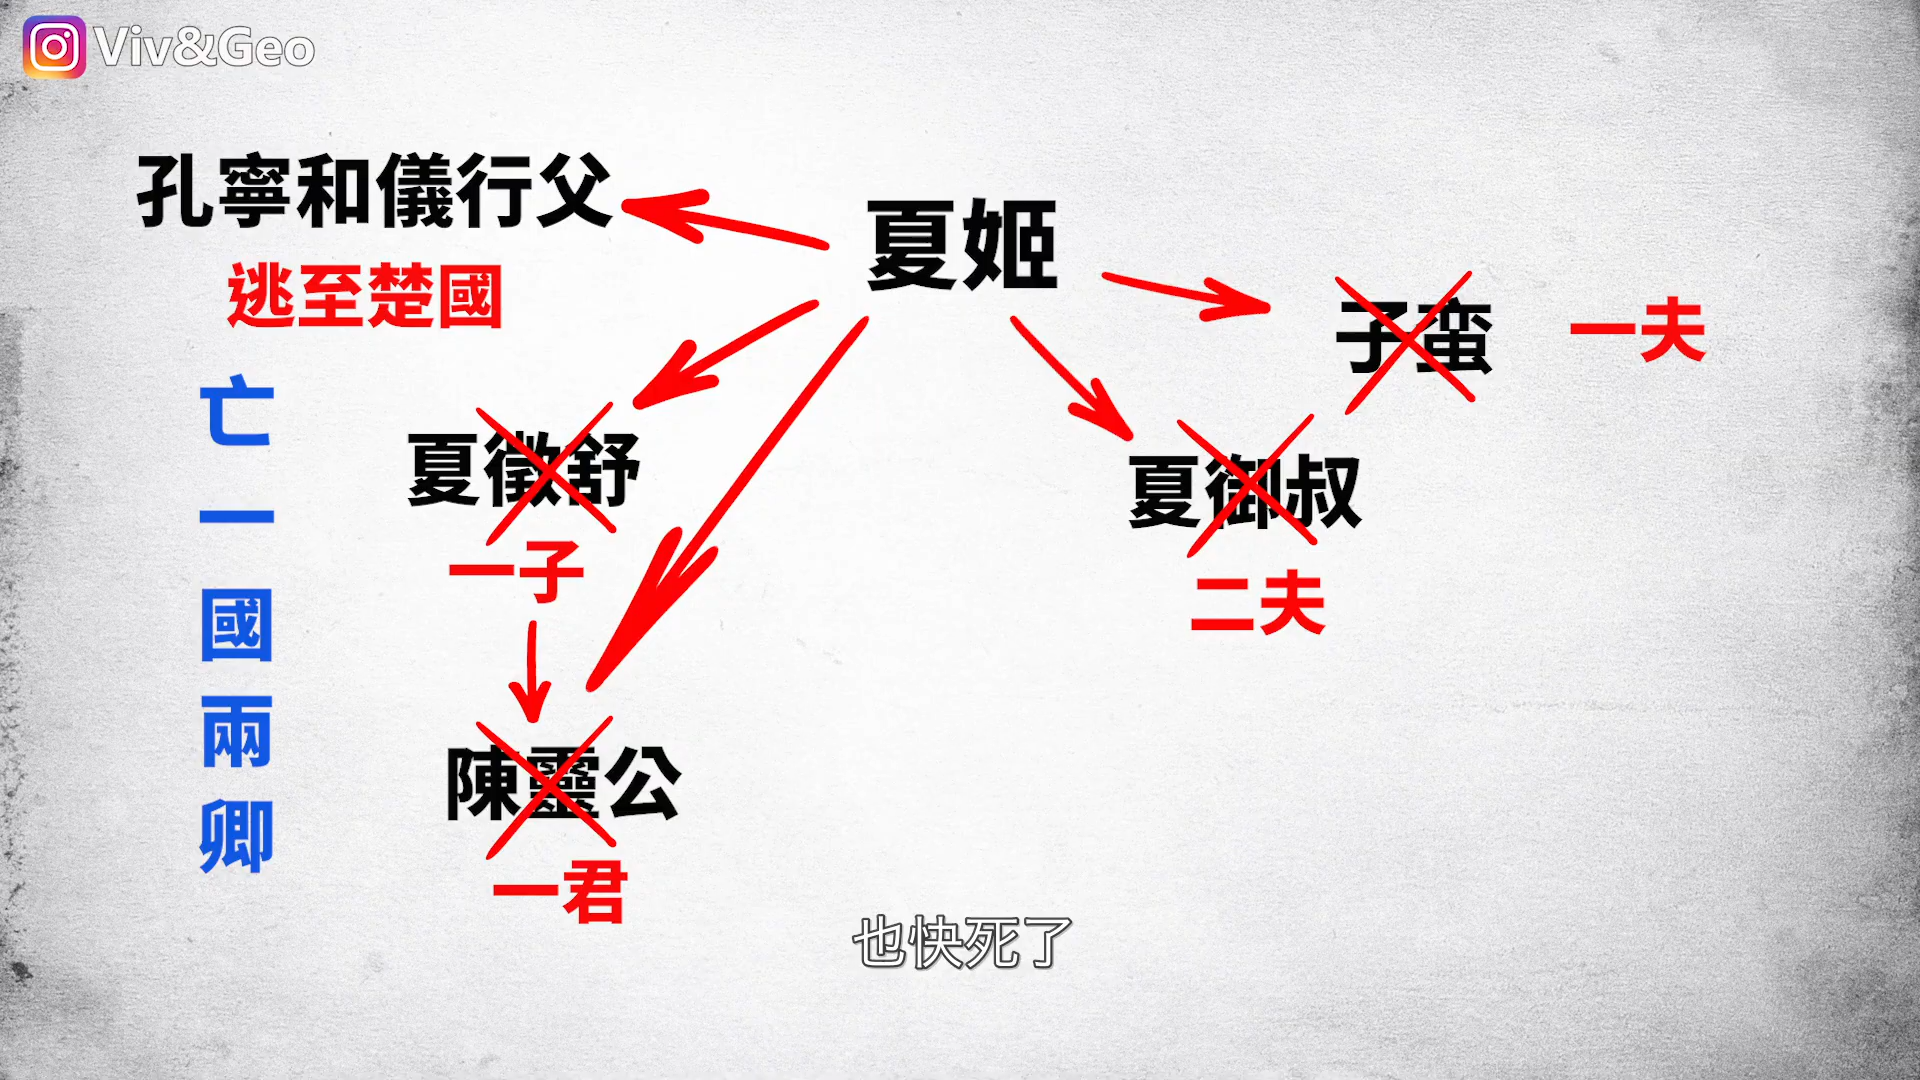 Viv&Geo
孔寧和儀行父
逃至楚國
夏姬
子蛮
一夫
夏徵舒
一子
夏御叔
二夫
陳靈公
一君
亡一國兩卿
也快死了